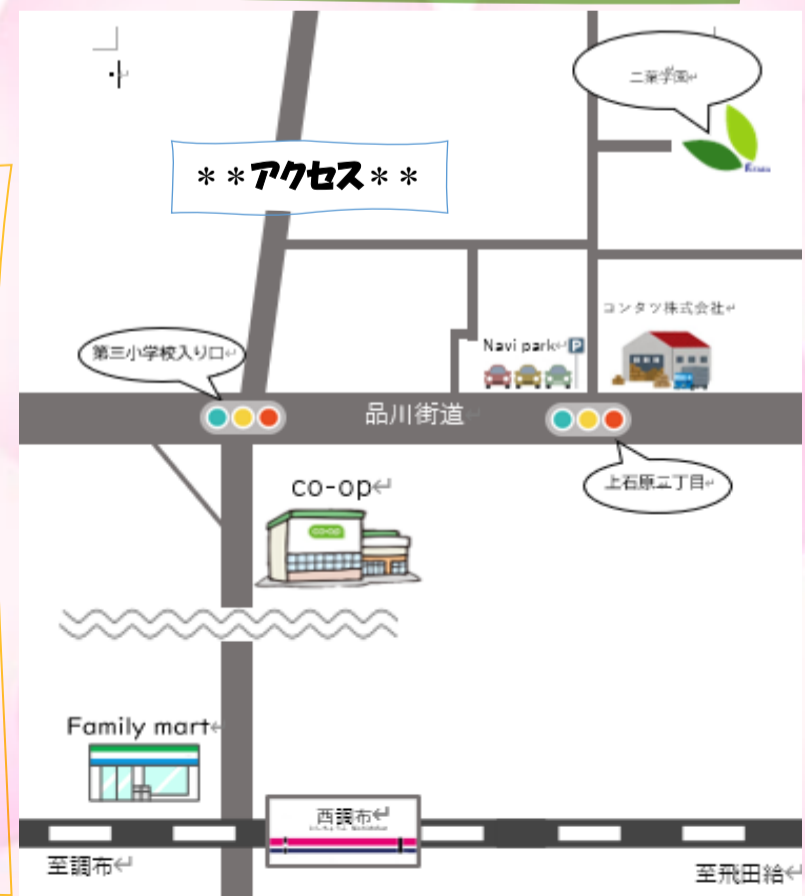 二葉学園
**アクセス**
コンタツ株式会社
第三小学校入り口
Navi park
P
品川街道
上石原二丁目
co-op
co-op
Family mart
西調布
至調布
至飛田給